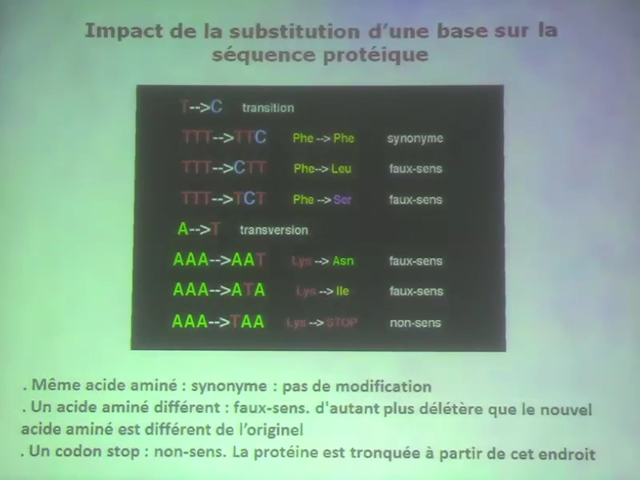 Impact de la substitution d'une base sur la
séquence protéique
T-->C transition
TTT-->TTC Phe --> Phe synonyme
TTT-->CTT Phe-->Leu faux-sens
TTT-->TCT Phe -->Ser faux-sens
A-->T transversion
AAA-->AAT Lys --> Asn faux-sens
AAA-->ATA Lys --> Ile faux-sens
AAA-->TAA Lys -->STOP non-sens
. Même acide aminé : synonyme : pas de modification
. Un acide aminé différent : faux-sens. d'autant plus délétère que le nouvel
acide aminé est différent de l'originel
. Un codon stop : non-sens. La protéine est tronquée à partir de cet endroit